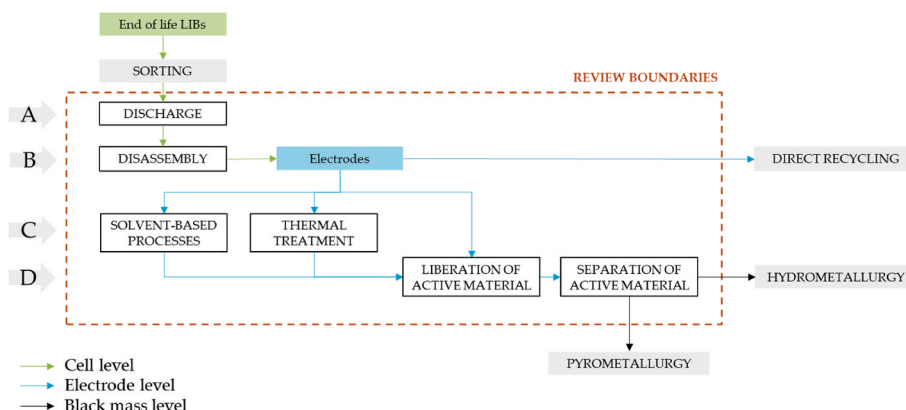 End of life LIBs
SORTING
REVIEW BOUNDARIES
A
DISCHARGE
B
DISASSEMBLY
Electrodes
DIRECT RECYCLING
C
SOLVENT-BASED
PROCESSES
THERMAL
TREATMENT
D
LIBERATION OF
ACTIVE MATERIAL
SEPARATION OF
ACTIVE MATERIAL
HYDROMETALLURGY
PYROMETALLURGY
Cell level
Electrode level
Black mass level